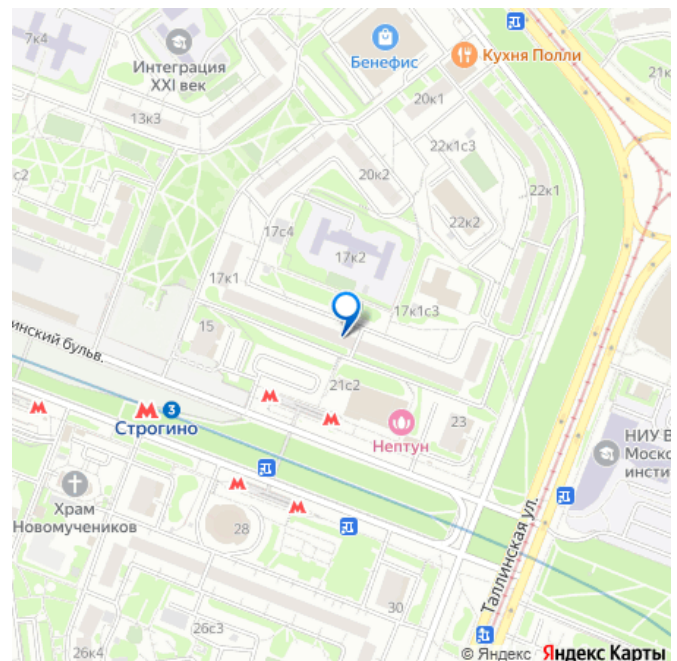 7к4
Интеграция
XXI век
Бенефис
Кухня Полли
21к
20к1
13к3
22к1с3
с2
20к2
22к1
22к2
17с4
17к2
17к1
17к1с3
15
инский бульв.
21с2
М
М
М
М 3
Строгино
Нептун
23
НИУ В
Моско
инсти
Храм
Новомучеников
М
М
28
Таллинская ул.
30
26с3
26к4
© Яндекс Яндекс Карты